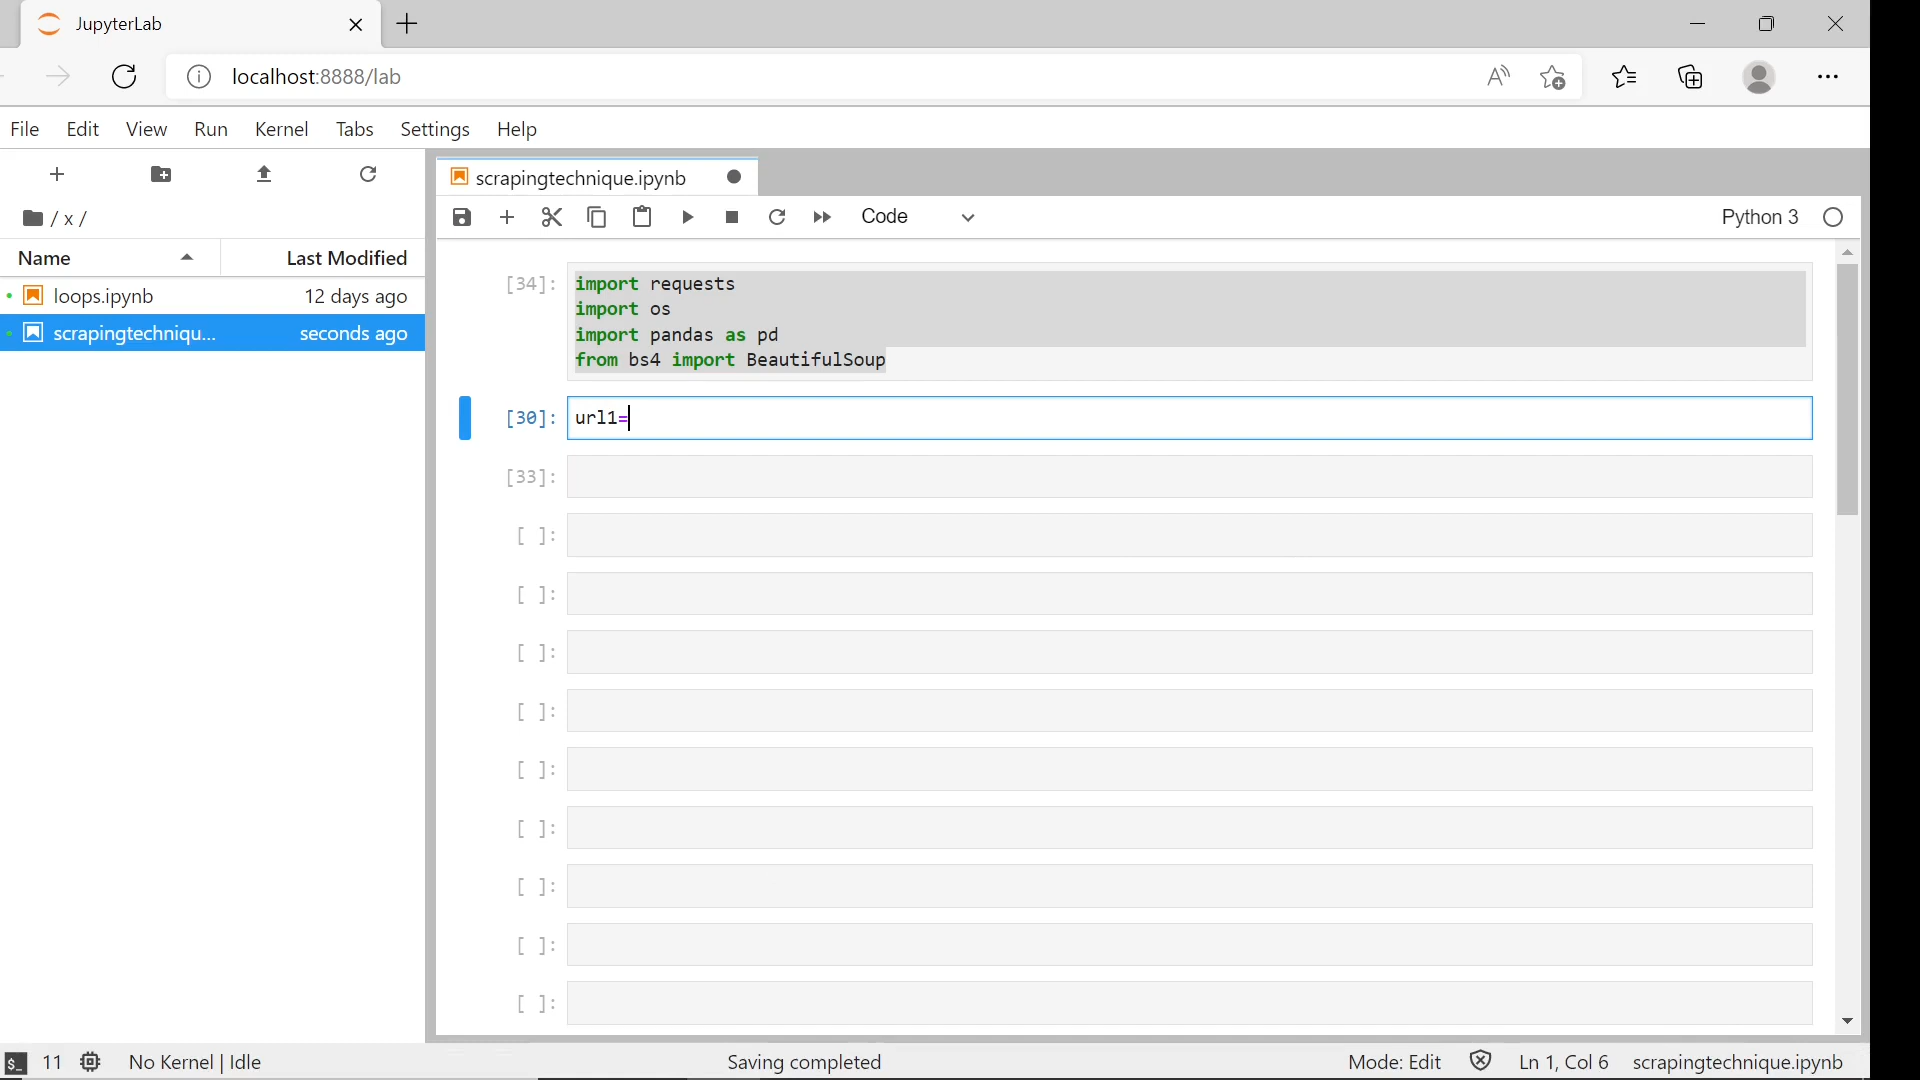 JupyterLab
localhost:8888/lab
File Edit View Run Kernel Tabs Settings Help
/ x /
Name Last Modified
loops.ipynb 12 days ago
scrapingtechniqu... seconds ago
scrapingtechnique.ipynb
Code
Python 3
[34]: import requests
import os
import pandas as pd
from bs4 import BeautifulSoup
[30]: url1=
[33]:
[ ]:
[ ]:
[ ]:
[ ]:
[ ]:
[ ]:
[ ]:
[ ]:
[ ]:
$_ 11 No Kernel | Idle Saving completed Mode: Edit Ln 1, Col 6 scrapingtechnique.ipynb